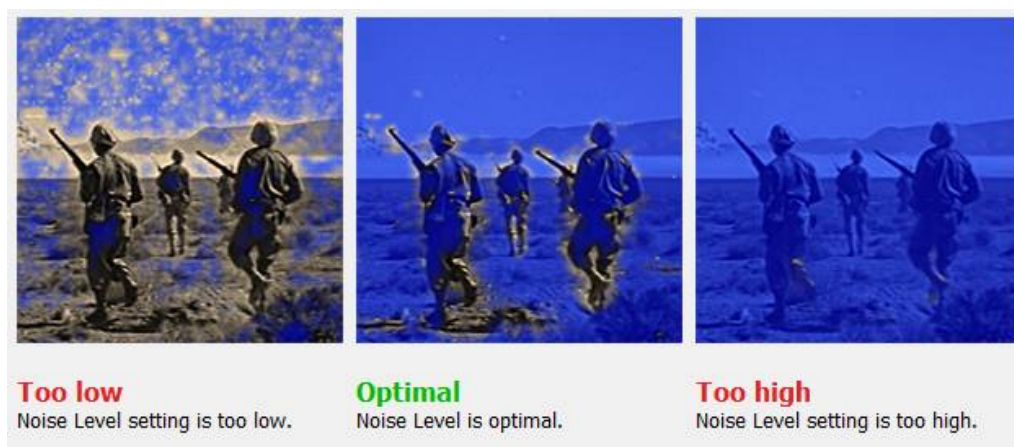 Too low
Noise Level setting is too low.
Optimal
Noise Level is optimal.
Too high
Noise Level setting is too high.